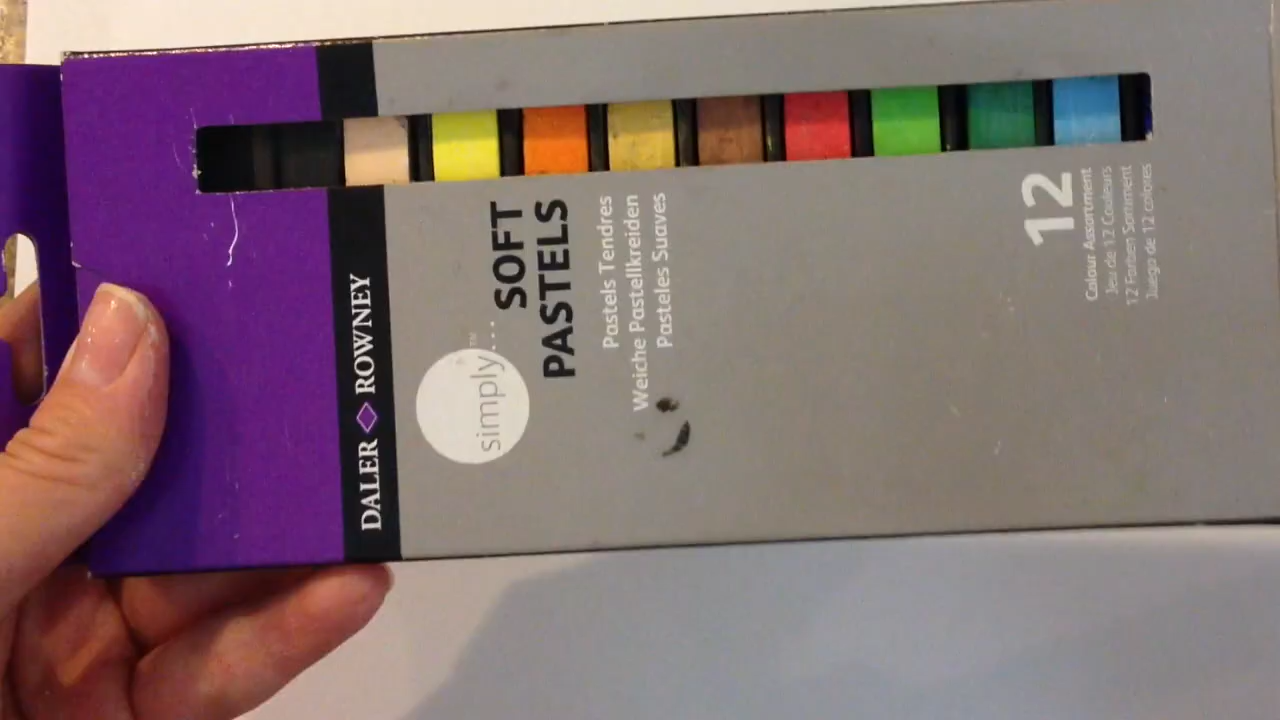 DALER ROWNEY
simply....™
SOFT
PASTELS
Pastels Tendres
Weiche Pastellkreiden
Pasteles Suaves
12
Colour Assortment
Jeu de 12 Couleurs
12 Farben Sortiment
Juego de 12 colores